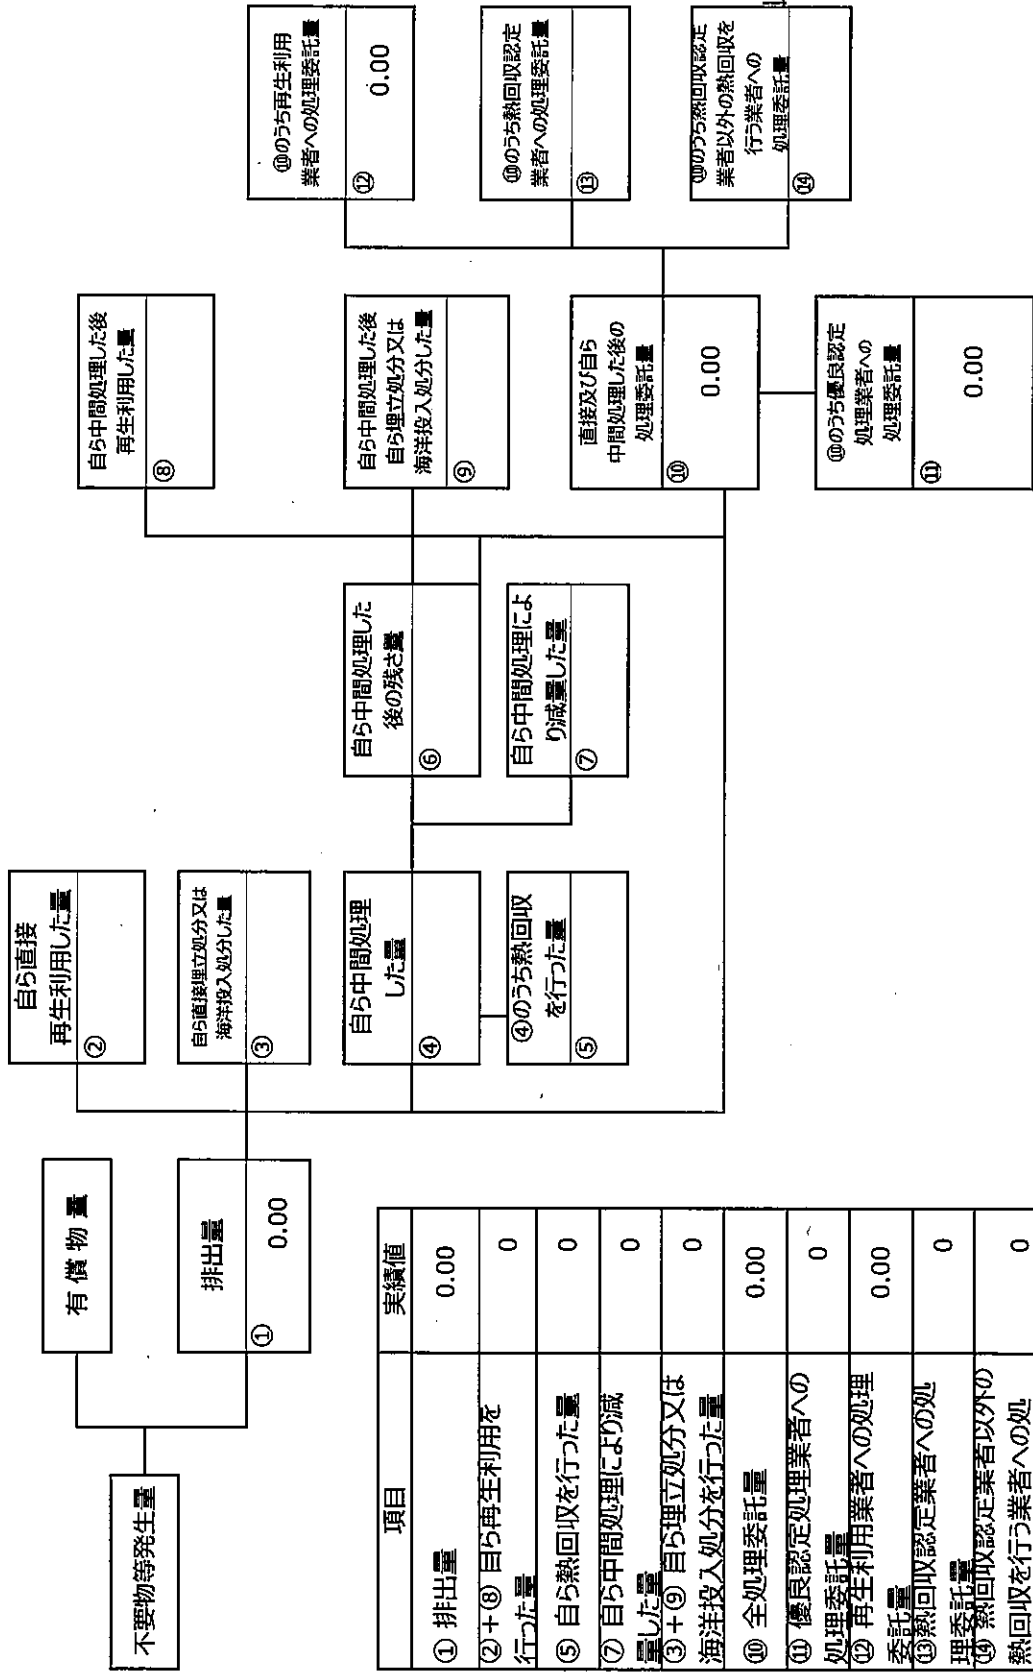 不要物等発生量
有償物量
排出量
①
0.00
自ら直接
再生利用した量
②
自ら直接埋立処分又は
海洋投入処分した量
③
自ら中間処理
した量
④
④のうち熱回収
を行った量
⑤
自ら中間処理した
後の残さ量
⑥
自ら中間処理によ
り減量した量
⑦
自ら中間処理した後
再生利用した量
⑧
自ら中間処理した後
自ら埋立処分又は
海洋投入処分した量
⑨
直接及び自ら
中間処理した後の
処理委託量
⑩
0.00
⑩のうち優良認定
処理業者への
処理委託量
⑪
0.00
⑩のうち再生利用
業者への処理委託量
⑫
0.00
⑩のうち熱回収認定
業者への処理委託量
⑬
⑩のうち熱回収認定
業者以外の熱回収を
行う業者への
処理委託量
⑭
項目 実績値
① 排出量 0.00
②+⑧ 自ら再生利用を
行った量 0
⑤ 自ら熱回収を行った量 0
⑦ 自ら中間処理により減
量した量 0
③+⑨ 自ら埋立処分又は
海洋投入処分を行った量 0
⑩ 全処理委託量 0.00
⑪ 優良認定処理業者への
処理委託量 0
⑫ 再生利用業者への処理
委託量 0.00
⑬熱回収認定業者への処
理委託量 0
⑭ 熱回収認定業者以外の
熱回収を行う業者への処 0